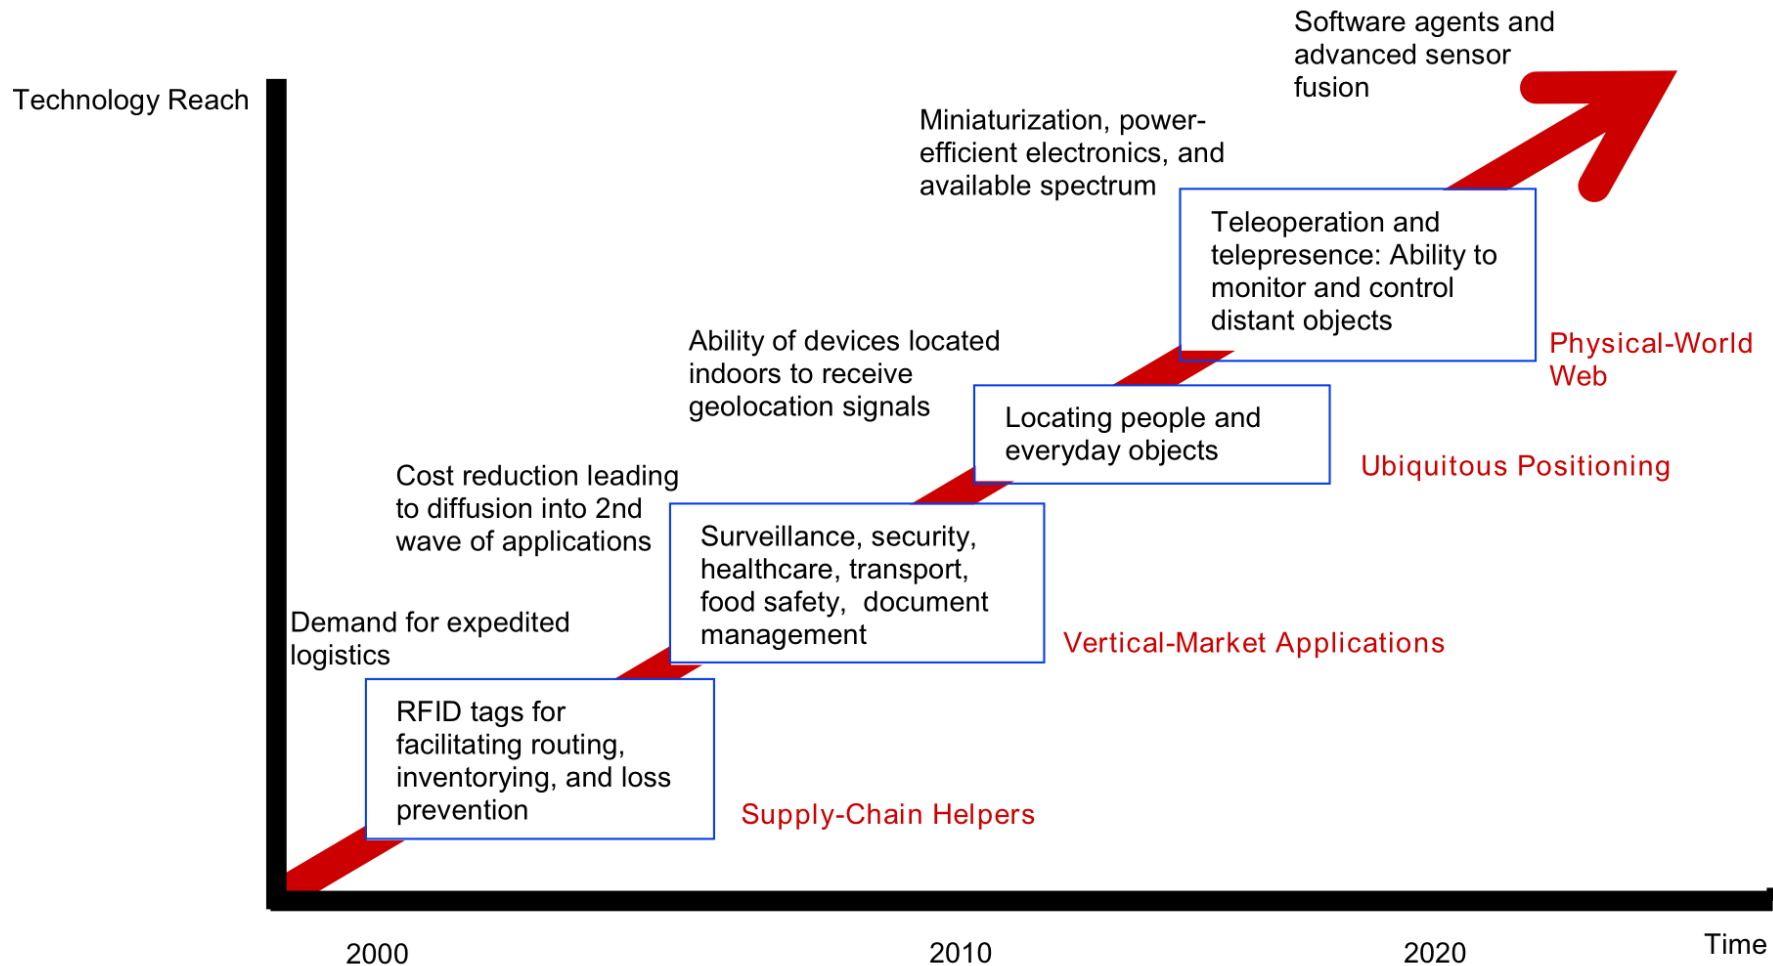 Software agents and
advanced sensor
fusion
Technology Reach
Miniaturization, power-
efficient electronics, and
available spectrum
Teleoperation and
telepresence: Ability to
monitor and control
distant objects
Physical-World
Web
Ability of devices located
indoors to receive
geolocation signals
Locating people and
everyday objects
Ubiquitous Positioning
Cost reduction leading
to diffusion into 2nd
wave of applications
Surveillance, security,
healthcare, transport,
food safety,  document
management
Vertical-Market Applications
Demand for expedited
logistics
RFID tags for
facilitating routing,
inventorying, and loss
prevention
Supply-Chain Helpers
2000
2010
2020
Time